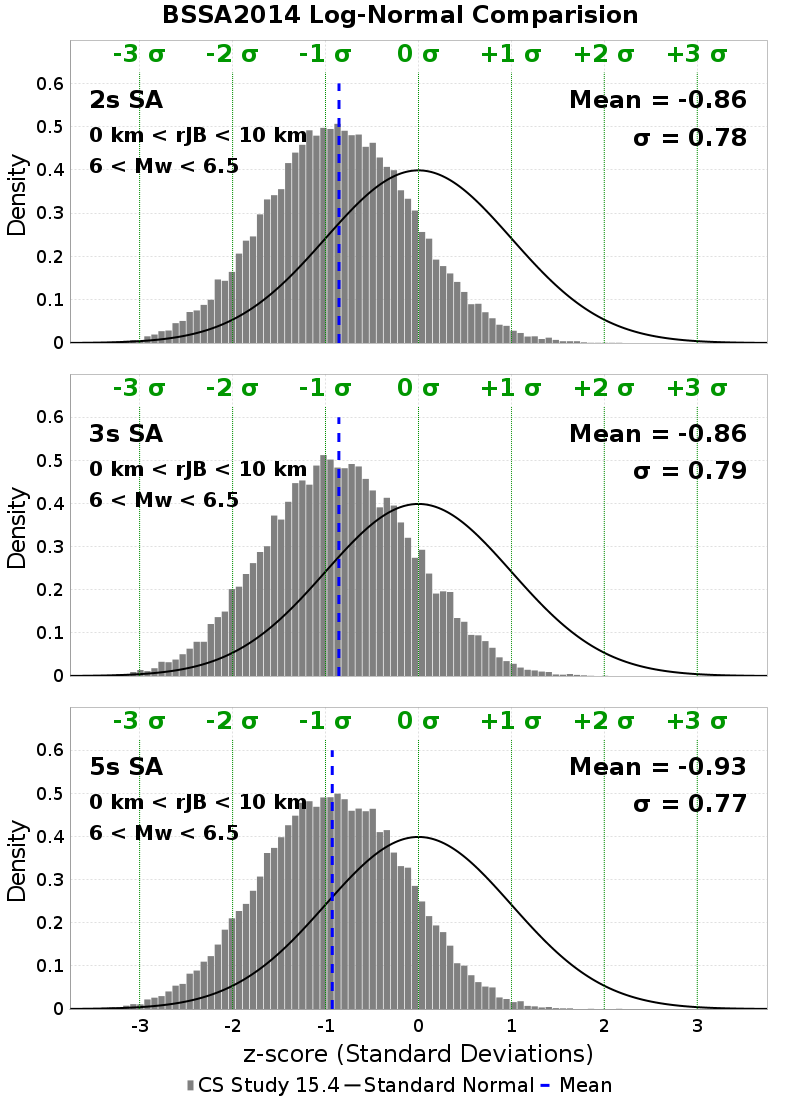 BSSA2014 Log-Normal Comparision
-3 σ -2 σ -1 σ 0 σ +1 σ +2 σ +3 σ
0.6
2s SA Mean = -0.86
0.5
0 km < rJB < 10 km σ = 0.78
6 < Mw < 6.5
0.4
0.3
0.2
0.1
0
Density
-3 σ -2 σ -1 σ 0 σ +1 σ +2 σ +3 σ
0.6
3s SA Mean = -0.86
0.5
0 km < rJB < 10 km σ = 0.79
6 < Mw < 6.5
0.4
0.3
0.2
0.1
0
Density
-3 σ -2 σ -1 σ 0 σ +1 σ +2 σ +3 σ
0.6
5s SA Mean = -0.93
0.5
0 km < rJB < 10 km σ = 0.77
6 < Mw < 6.5
0.4
0.3
0.2
0.1
0
Density
-3 -2 -1 0 1 2 3
z-score (Standard Deviations)
CS Study 15.4 Standard Normal Mean